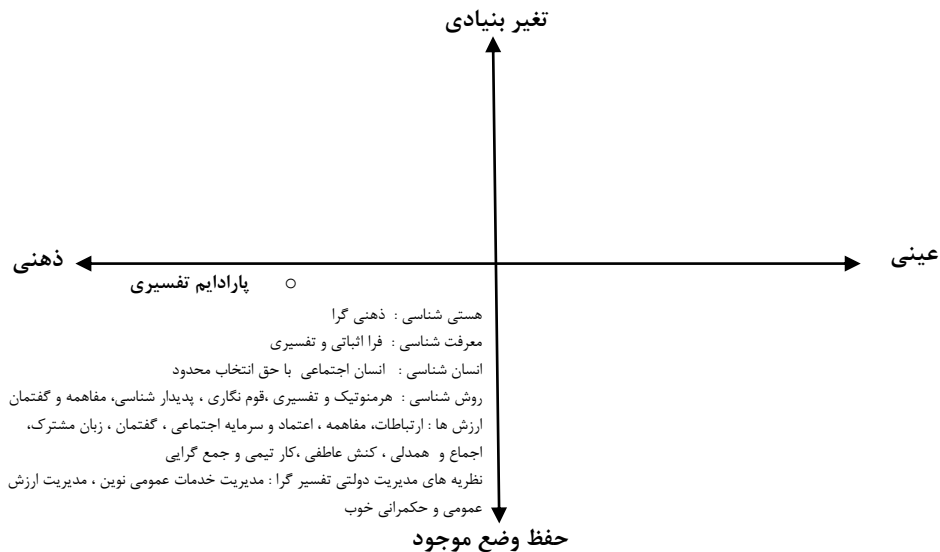 تغیر بنیادی
عینی
ذهنی
○ پارادایم تفسیری
هستی شناسی : ذهنی گرا
معرفت شناسی : فرا اثباتی و تفسیری
انسان شناسی : انسان اجتماعی با حق انتخاب محدود
روش شناسی : هرمنوتیک و تفسیری ،قوم نگاری ، پدیدار شناسی، مفاهمه و گفتمان
ارزش ها : ارتباطات، مفاهمه ، اعتماد و سرمایه اجتماعی ، گفتمان ، زبان مشترک،
اجماع و همدلی ، کنش عاطفی ،کار تیمی و جمع گرایی
نظریه های مدیریت دولتی تفسیر گرا : مدیریت خدمات عمومی نوین ، مدیریت ارزش
عمومی و حکمرانی خوب
حفظ وضع موجود